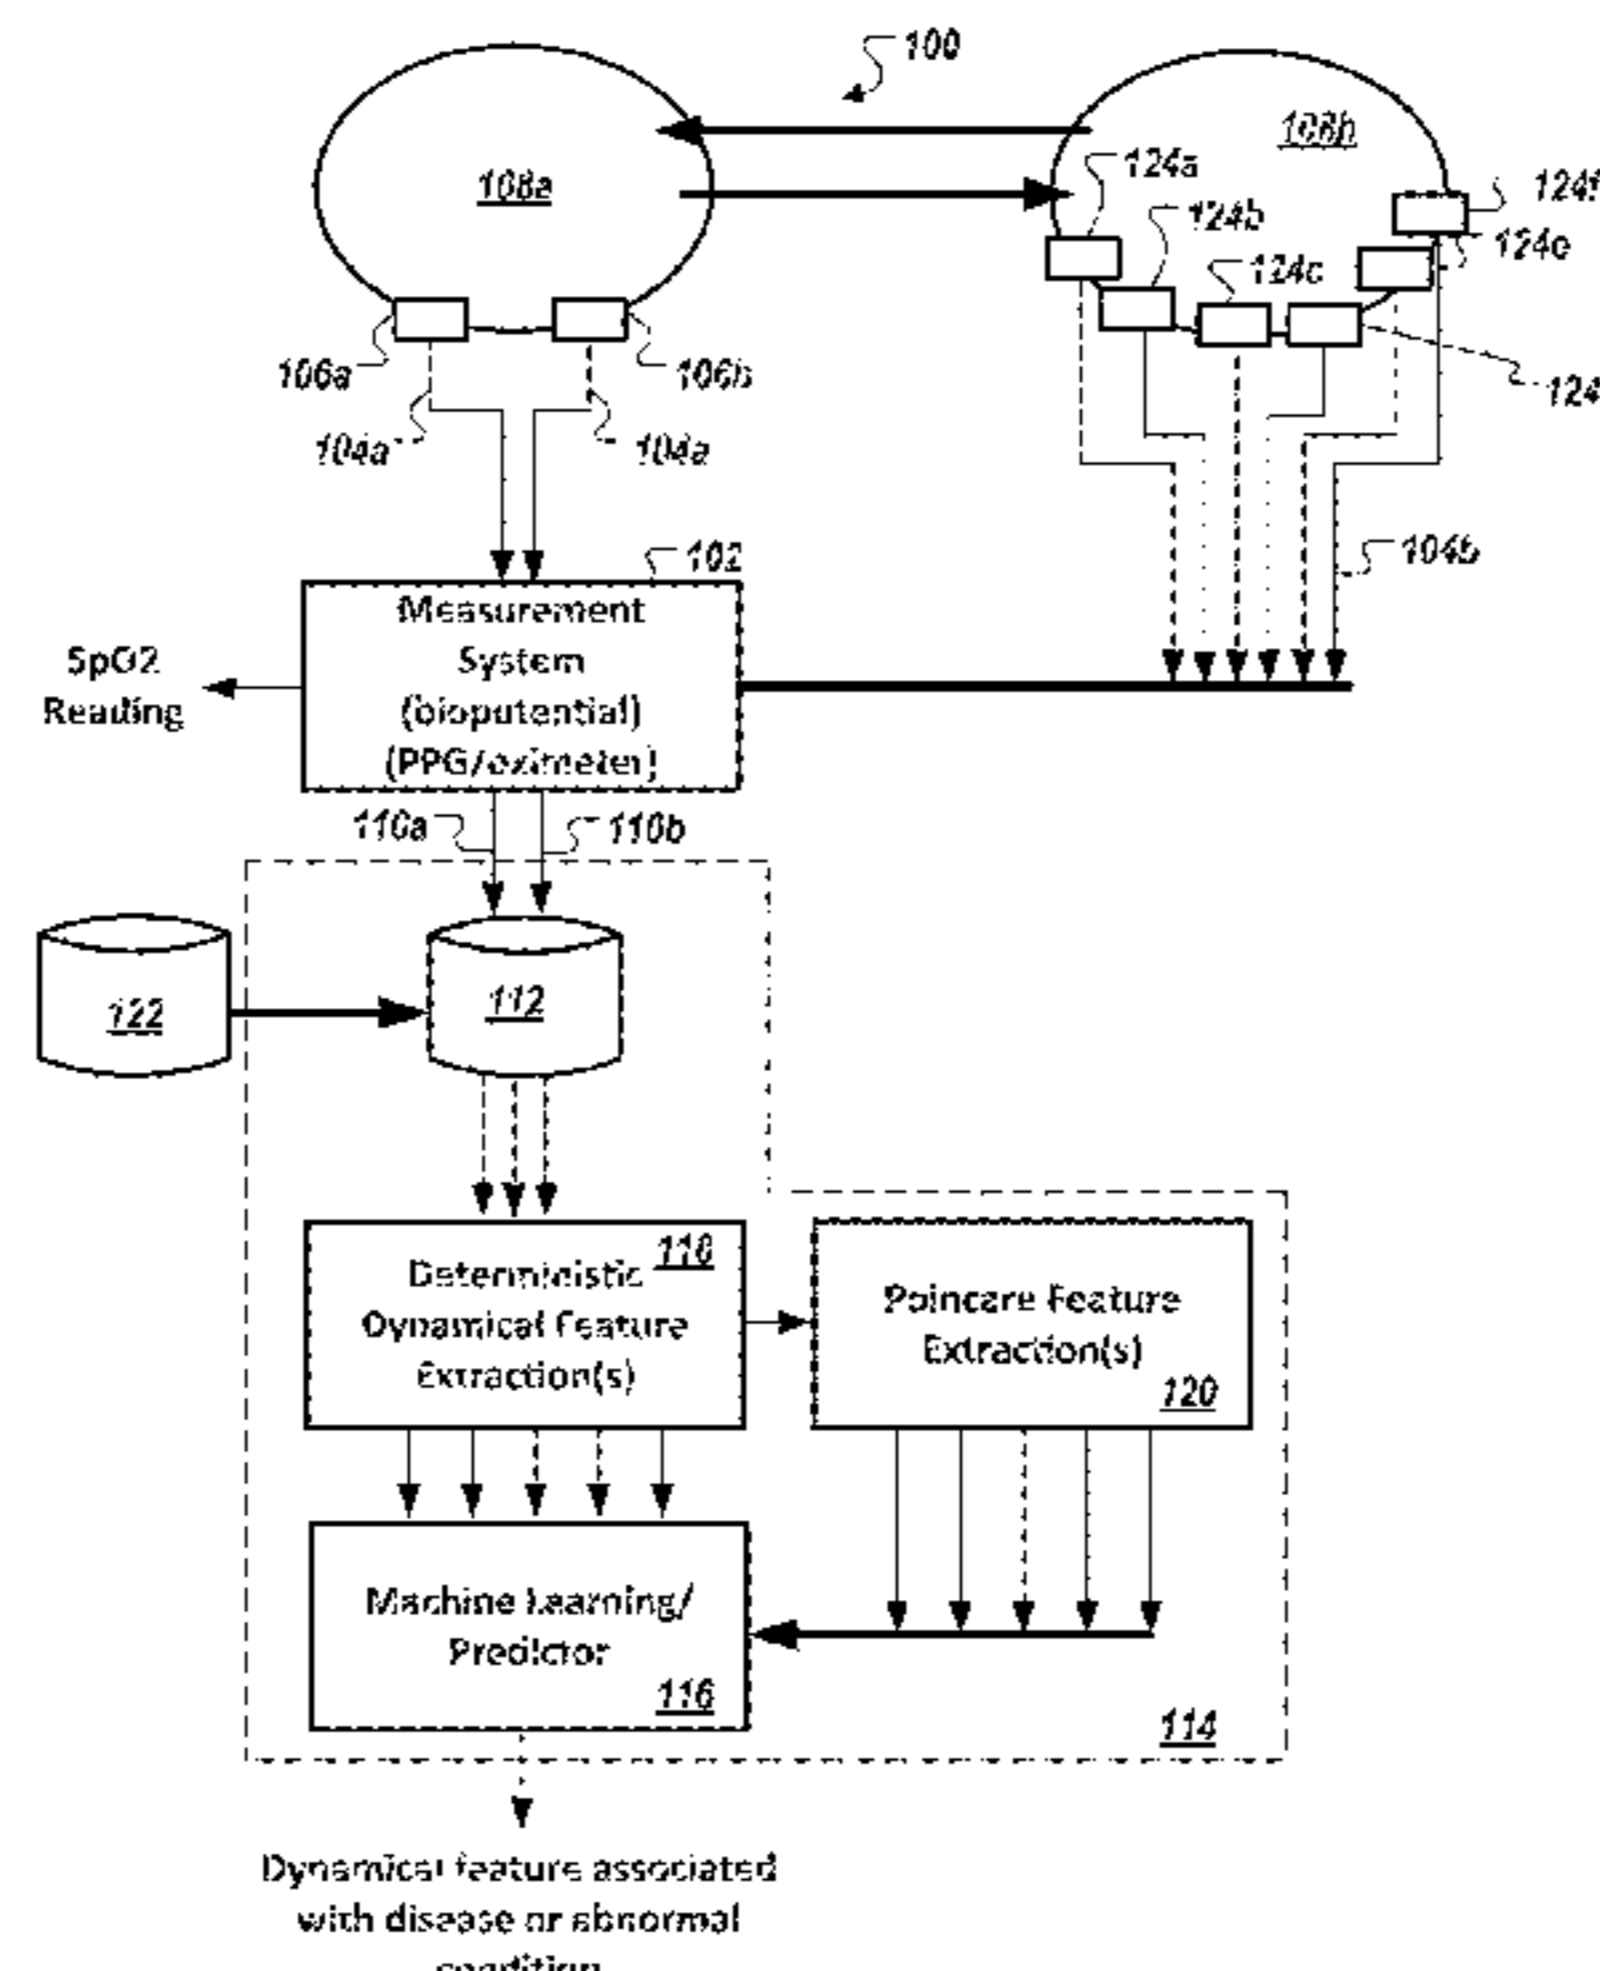 100
108a
108b
124a
124b
124c
124f
124e
124
106a
106b
104a
104a
102
104b
Measurement
System
(biopotential)
(PPG/oximeter)
SpO2
Reading
110a
110b
122
112
118
Deterministic
Dynamical Feature
Extraction(s)
Poincare Feature
Extraction(s)
120
Machine Learning/
Predictor
116
114
Dynamical feature associated
with disease or abnormal
condition